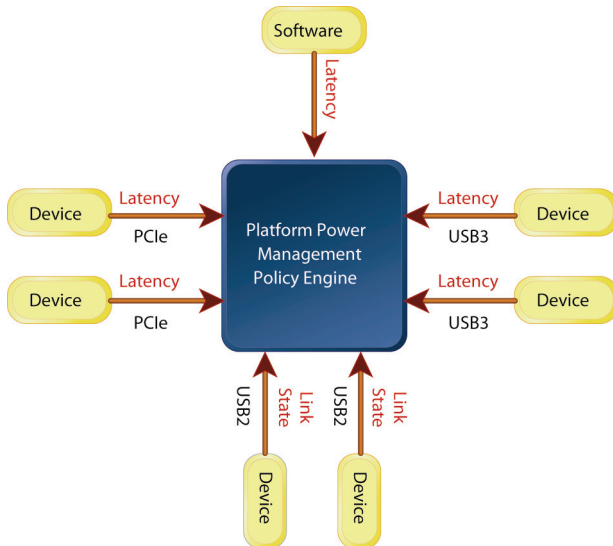 Software
Latency
Device
Latency
PCIe
Platform Power
Management
Policy Engine
Latency
USB3
Device
Device
Latency
PCIe
Latency
USB3
Device
USB2
Link
State
USB2
Link
State
Device
Device